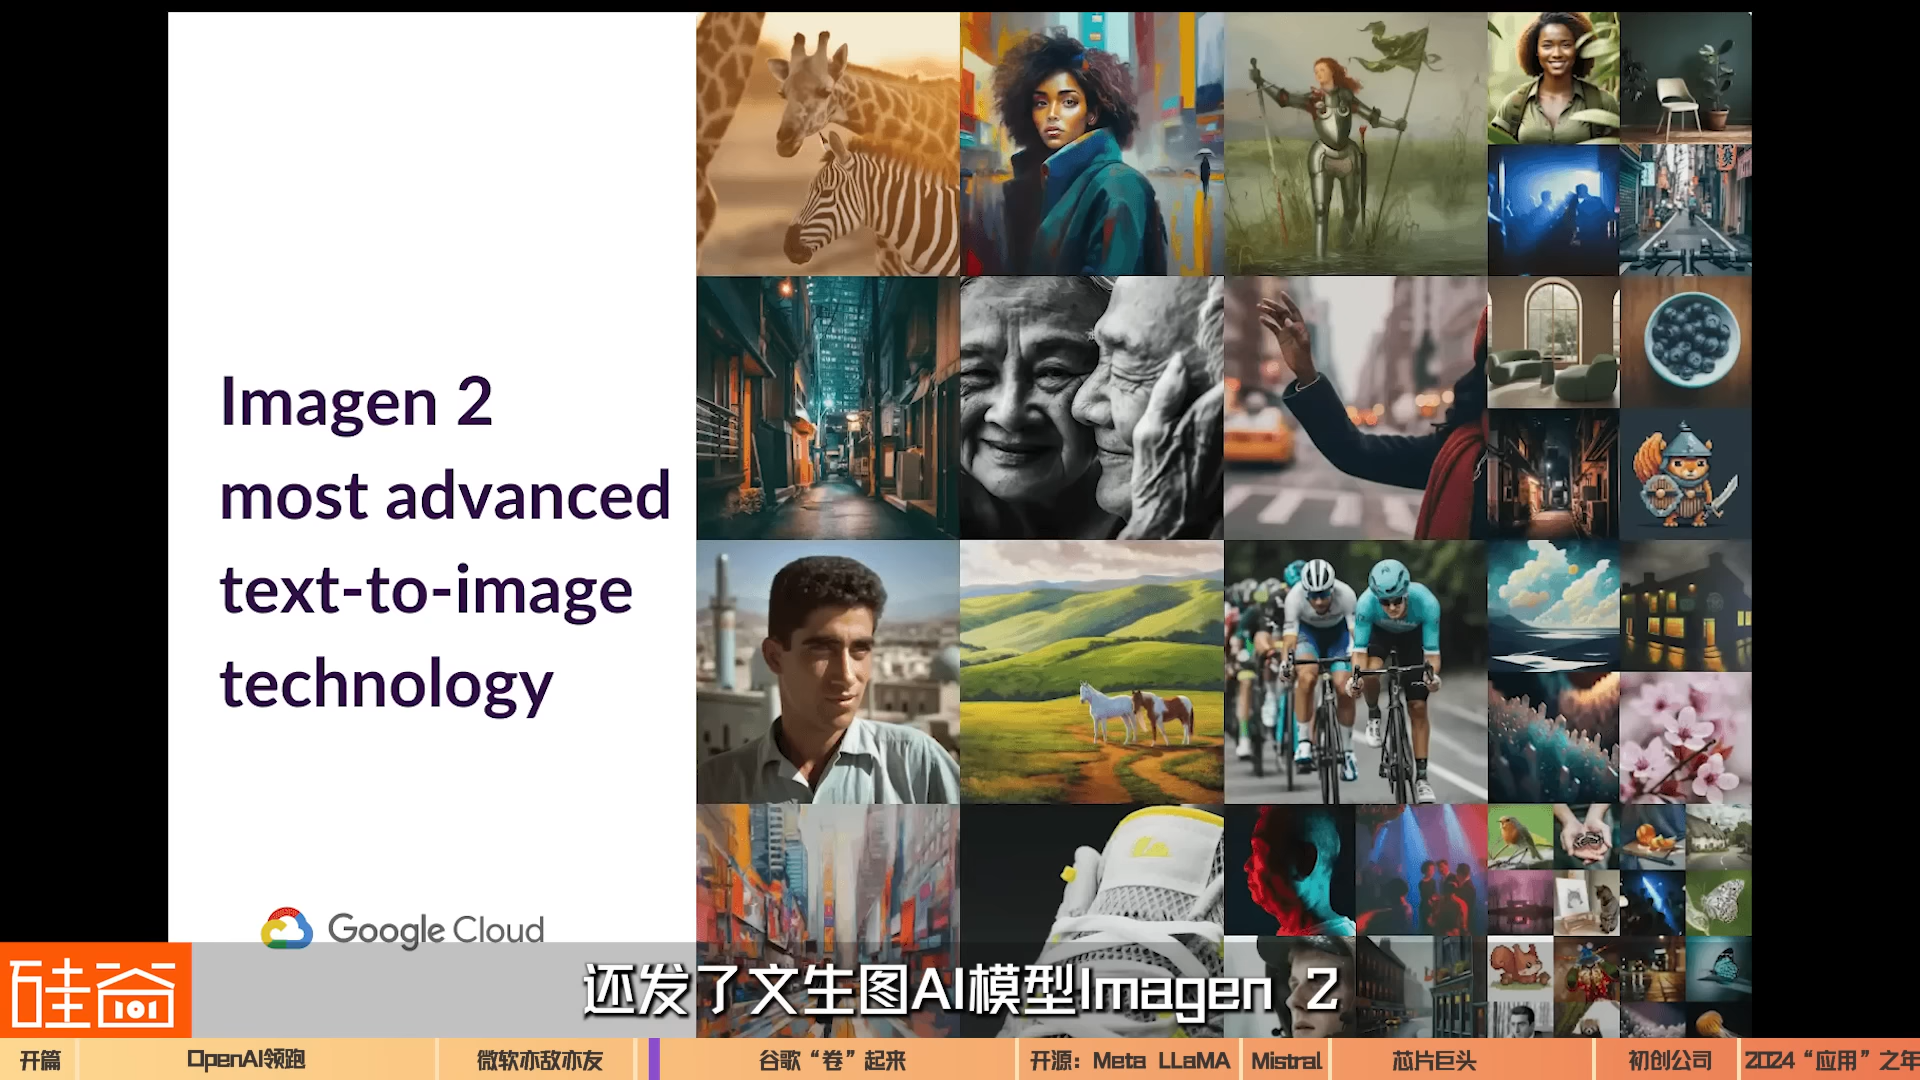 Imagen 2
most advanced
text-to-image
technology
Google Cloud
硅谷
101
还发了文生图AI模型Imagen 2
开篇
OpenAI领跑
微软亦敌亦友
谷歌“卷”起来
开源：Meta LLaMA
Mistral
芯片巨头
初创公司
2024“应用”之年